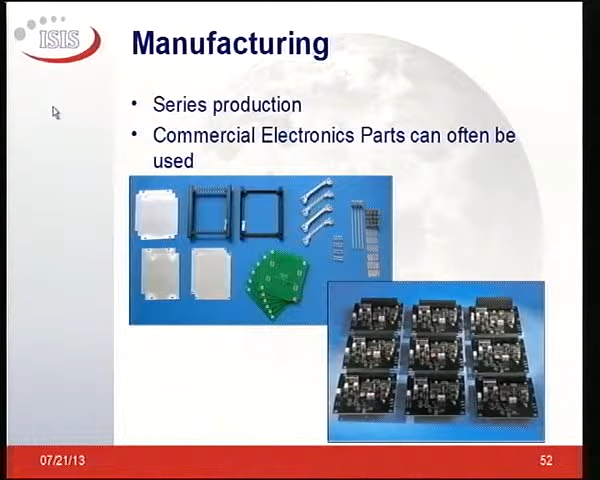 ISIS
Manufacturing
• Series production
• Commercial Electronics Parts can often be
used
07/21/13
52